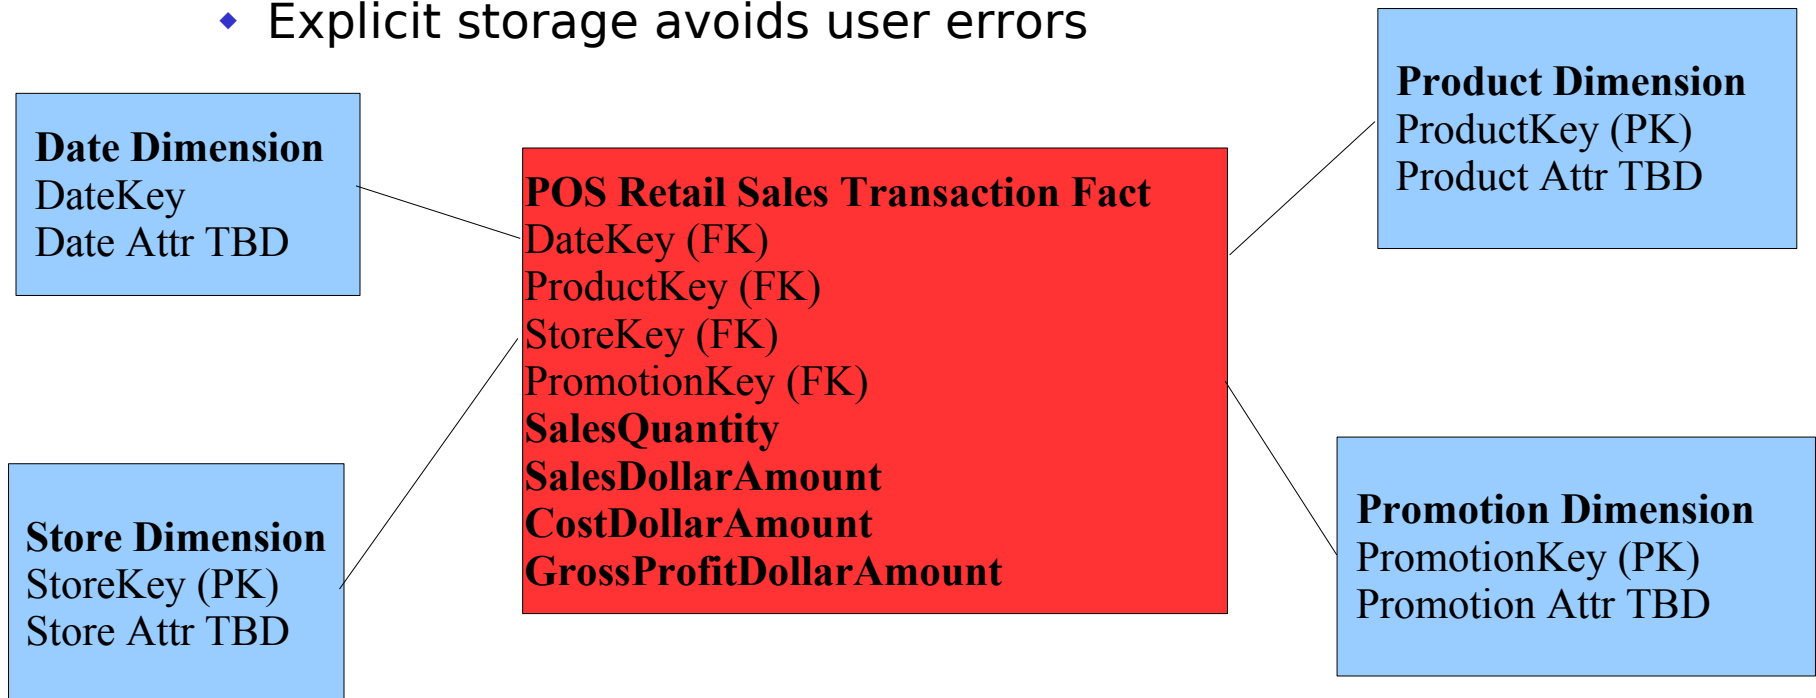 Explicit storage avoids user errors
Date Dimension
DateKey
Date Attr TBD
POS Retail Sales Transaction Fact
DateKey (FK)
ProductKey (FK)
StoreKey (FK)
PromotionKey (FK)
SalesQuantity
SalesDollarAmount
CostDollarAmount
GrossProfitDollarAmount
Product Dimension
ProductKey (PK)
Product Attr TBD
Store Dimension
StoreKey (PK)
Store Attr TBD
Promotion Dimension
PromotionKey (PK)
Promotion Attr TBD